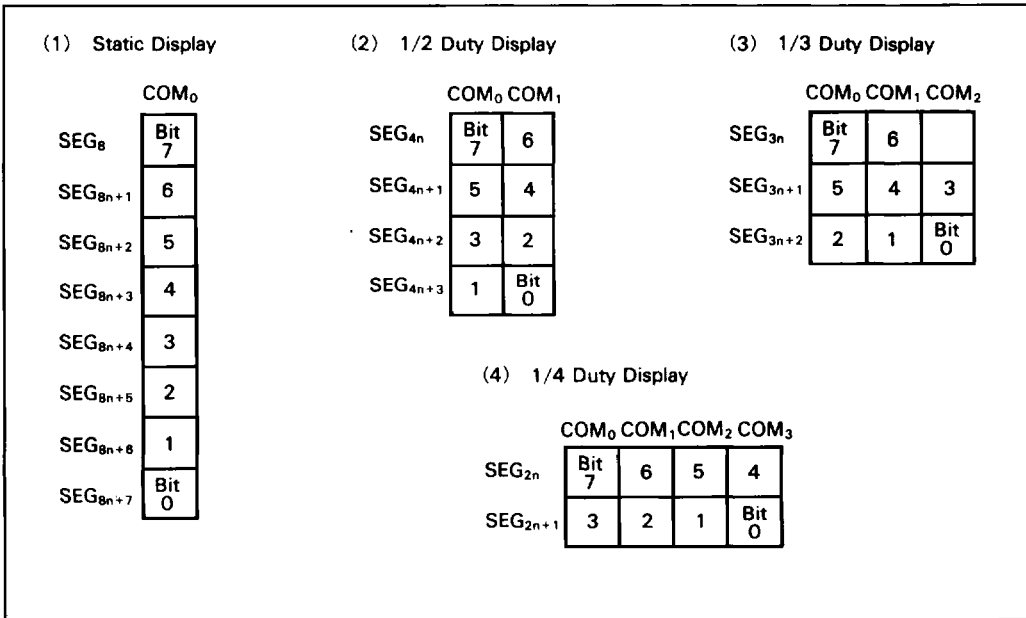 (1) Static Display
COM₀
SEG₈ Bit 7
SEG₈ₙ₊₁ 6
SEG₈ₙ₊₂ 5
SEG₈ₙ₊₃ 4
SEG₈ₙ₊₄ 3
SEG₈ₙ₊₅ 2
SEG₈ₙ₊₆ 1
SEG₈ₙ₊₇ Bit 0
(2) 1/2 Duty Display
COM₀ COM₁
SEG₄ₙ Bit 7 6
SEG₄ₙ₊₁ 5 4
SEG₄ₙ₊₂ 3 2
SEG₄ₙ₊₃ 1 Bit 0
(3) 1/3 Duty Display
COM₀ COM₁ COM₂
SEG₃ₙ Bit 7 6
SEG₃ₙ₊₁ 5 4 3
SEG₃ₙ₊₂ 2 1 Bit 0
(4) 1/4 Duty Display
COM₀ COM₁ COM₂ COM₃
SEG₂ₙ Bit 7 6 5 4
SEG₂ₙ₊₁ 3 2 1 Bit 0